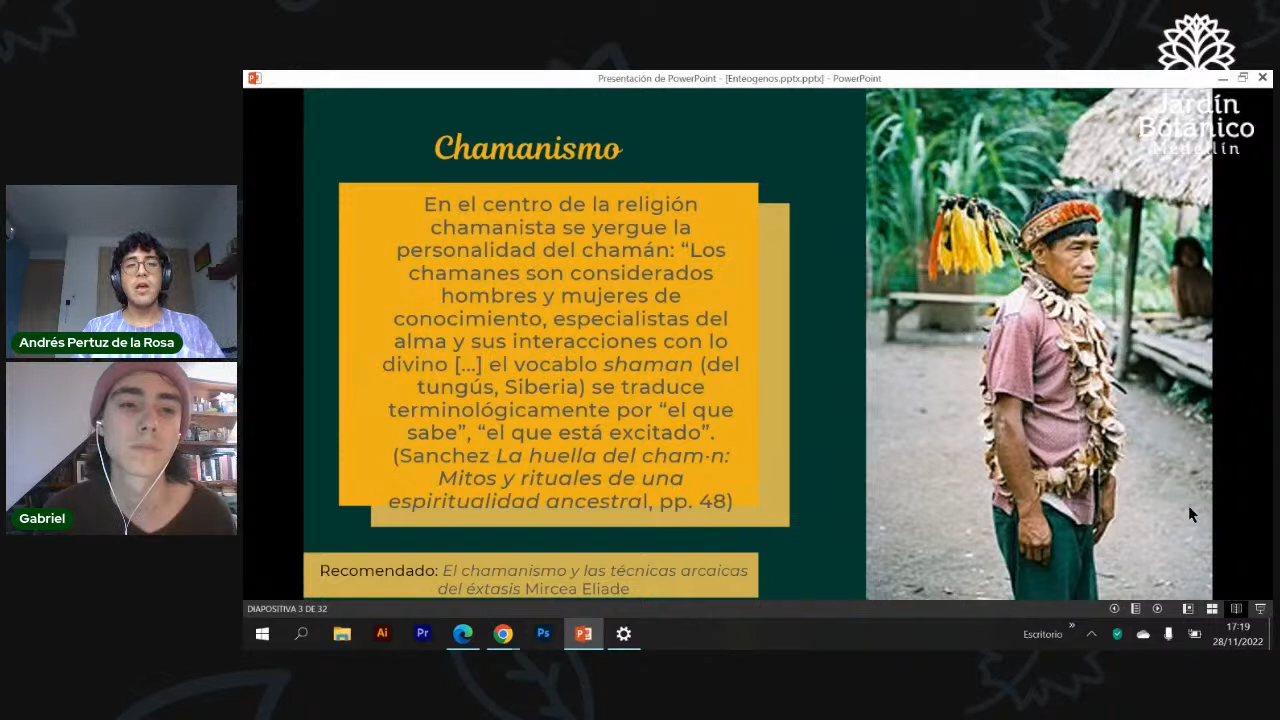 Jardín
Botánico
Medellín
Presentación de PowerPoint - [Enteogenos.pptx.pptx] - PowerPoint
Chamanismo
En el centro de la religión
chamanista se yergue la
personalidad del chamán: “Los
chamanes son considerados
hombres y mujeres de
conocimiento, especialistas del
alma y sus interacciones con lo
divino [...] el vocablo shaman (del
tungús, Siberia) se traduce
terminológicamente por “el que
sabe”, “el que está excitado”.
(Sanchez La huella del cham·n:
Mitos y rituales de una
espiritualidad ancestral, pp. 48)
Recomendado: El chamanismo y las técnicas arcaicas
del éxtasis Mircea Eliade
Andrés Pertuz de la Rosa
Gabriel
DIAPOSITIVA 3 DE 32
Ai
Pr
Ps
Escritorio
17:19
28/11/2022